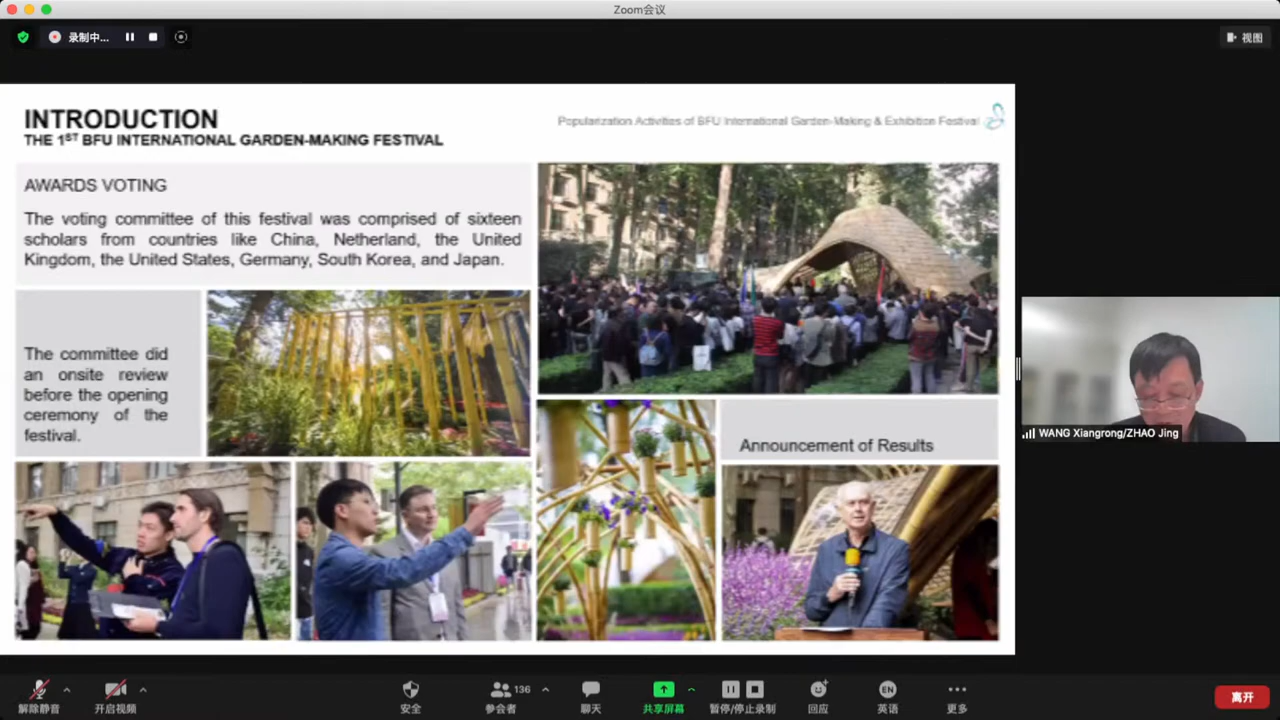 Zoom会议
录制中...
视图
INTRODUCTION
THE 1ST BFU INTERNATIONAL GARDEN-MAKING FESTIVAL
Popularization Activities of BFU International Garden-Making & Exhibition Festival
AWARDS VOTING
The voting committee of this festival was comprised of sixteen
scholars from countries like China, Netherland, the United
Kingdom, the United States, Germany, South Korea, and Japan.
The committee did
an onsite review
before the opening
ceremony of the
festival.
Announcement of Results
WANG Xiangrong/ZHAO Jing
解除静音
开启视频
安全
136
参会者
聊天
共享屏幕
暂停/停止录制
回应
EN
英语
更多
离开